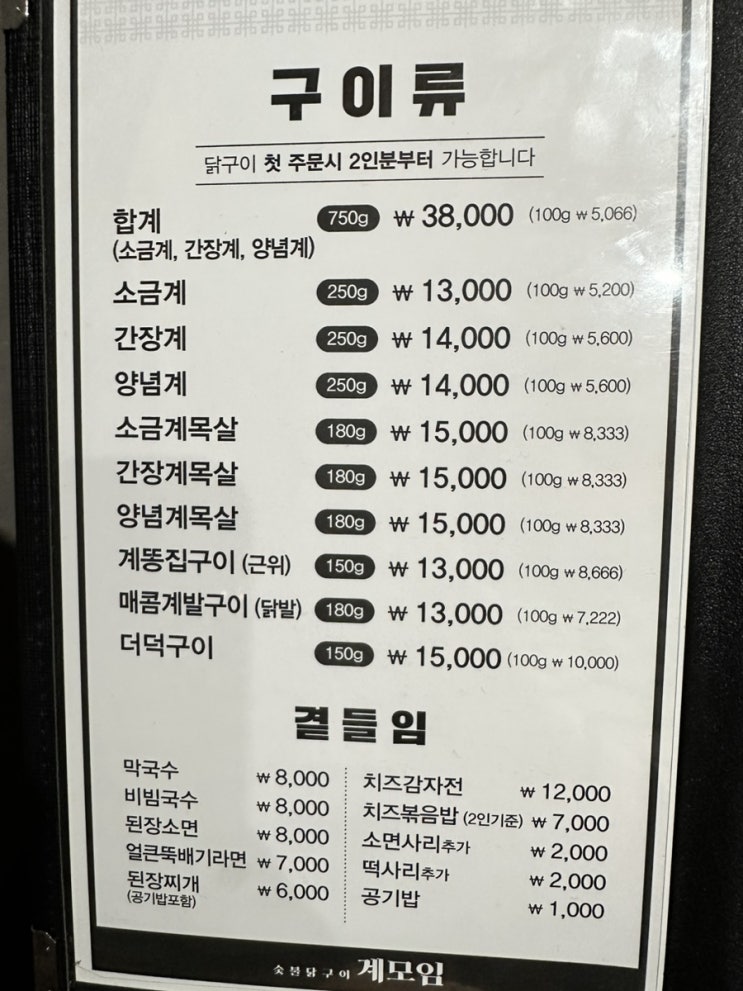 구이류
닭구이 첫 주문시 2인분부터 가능합니다
합계 750g ₩ 38,000 (100g ₩ 5,066)
(소금계, 간장계, 양념계)
소금계 250g ₩ 13,000 (100g ₩ 5,200)
간장계 250g ₩ 14,000 (100g ₩ 5,600)
양념계 250g ₩ 14,000 (100g ₩ 5,600)
소금계목살 180g ₩ 15,000 (100g ₩ 8,333)
간장계목살 180g ₩ 15,000 (100g ₩ 8,333)
양념계목살 180g ₩ 15,000 (100g ₩ 8,333)
계똥집구이 (근위) 150g ₩ 13,000 (100g ₩ 8,666)
매콤계발구이 (닭발) 180g ₩ 13,000 (100g ₩ 7,222)
더덕구이 150g ₩ 15,000 (100g ₩ 10,000)
곁들임
막국수 ₩ 8,000
비빔국수 ₩ 8,000
된장소면 ₩ 8,000
얼큰뚝배기라면 ₩ 7,000
된장찌개 ₩ 6,000
(공기밥포함)
치즈감자전 ₩ 12,000
치즈볶음밥 (2인기준) ₩ 7,000
소면사리추가 ₩ 2,000
떡사리추가 ₩ 2,000
공기밥 ₩ 1,000
숯불닭구이 계모임